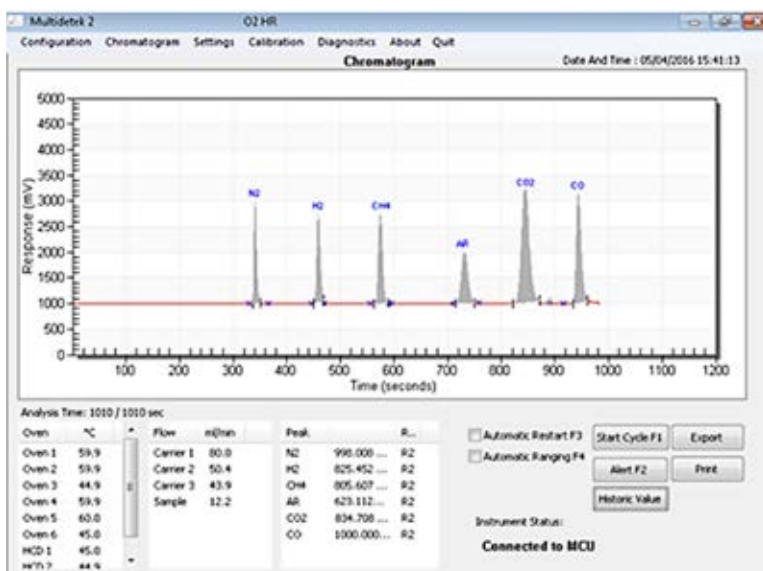 Multidetek 2 O2 HR
Configuration Chromatogram Settings Calibration Diagnostics About Quit
Chromatogram Date And Time : 05/04/2016 15:41:13
5000
4500
4000
3500
3000
2500
2000
1500
1000
500
0
Response (mV)
N2 H2 CH4 AR CO2 CO
100 200 300 400 500 600 700 800 900 1000 1100 1200
Time (seconds)
Analysis Time: 1010 / 1010 sec
Oven °C Flow ml/min Peak R...
Oven 1 59.9 Carrier 1 80.0 N2 998.008 ... R2
Oven 2 59.9 Carrier 2 50.4 H2 825.452 ... R2
Oven 3 44.9 Carrier 3 43.9 CH4 805.607 ... R2
Oven 4 59.9 Sample 12.2 AR 623.112... R2
Oven 5 60.0 CO2 834.708 ... R2
Oven 6 45.0 CO 1000.000... R2
HCD 1 45.0
HCD 2 44.9
Automatic Restart F3
Automatic Ranging F4
Start Cycle F1 Export
Alert F2 Print
Historic Value
Instrument Status:
Connected to MCU